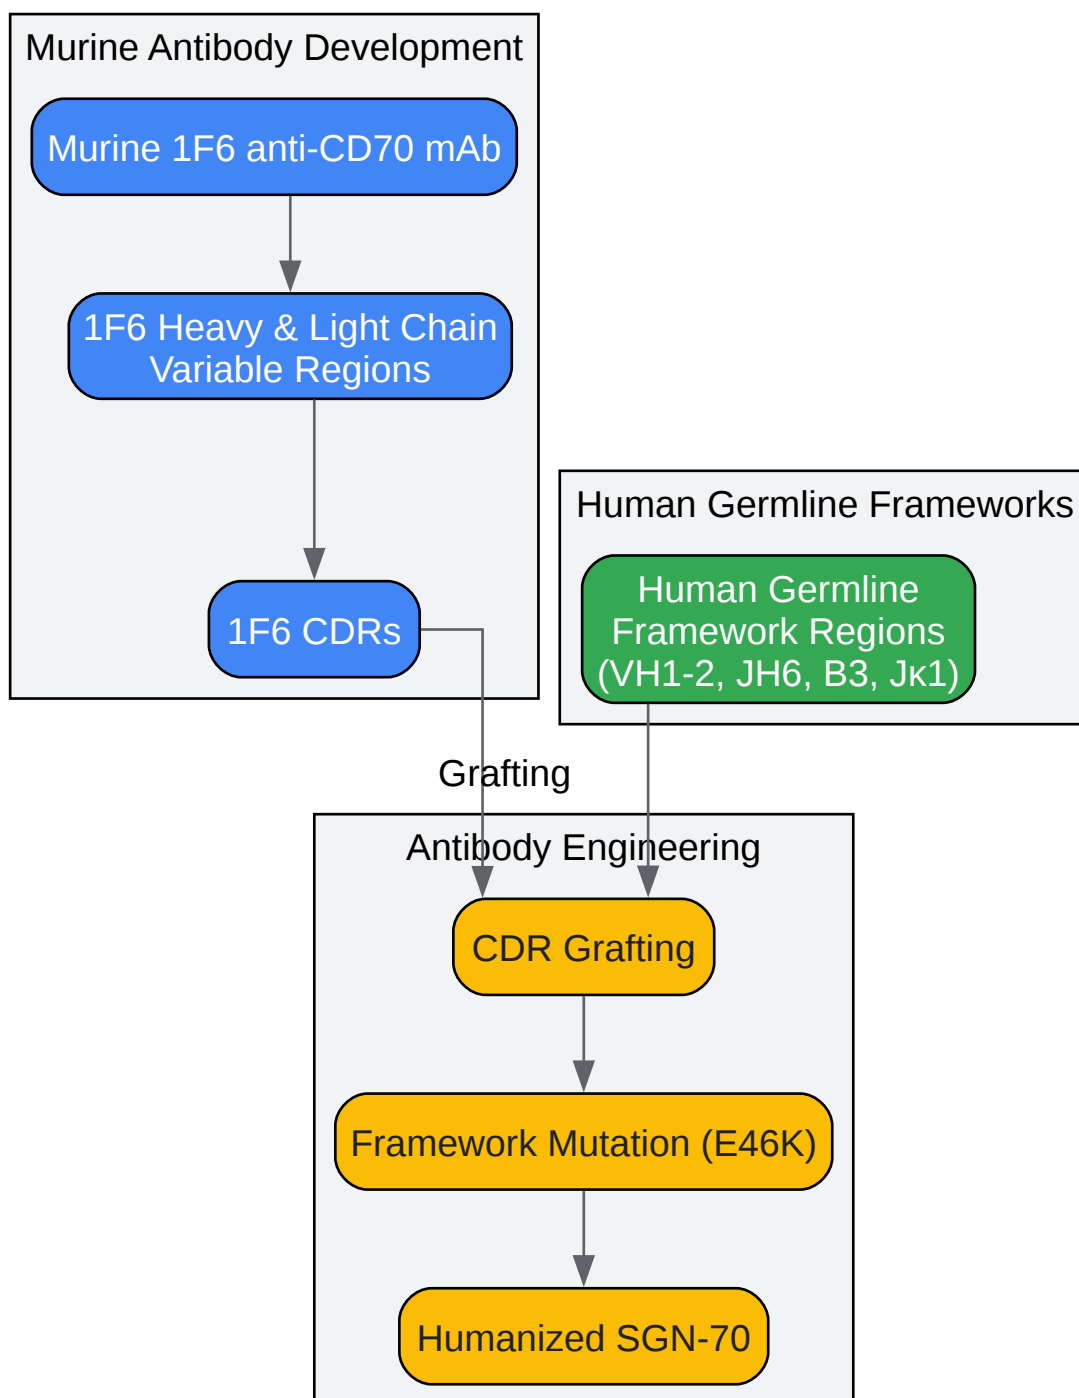 Murine Antibody Development
Murine 1F6 anti-CD70 mAb
1F6 Heavy & Light Chain
Variable Regions
1F6 CDRs
Human Germline Frameworks
Human Germline
Framework Regions
(VH1-2, JH6, B3, Jκ1)
Grafting
Antibody Engineering
CDR Grafting
Framework Mutation (E46K)
Humanized SGN-70